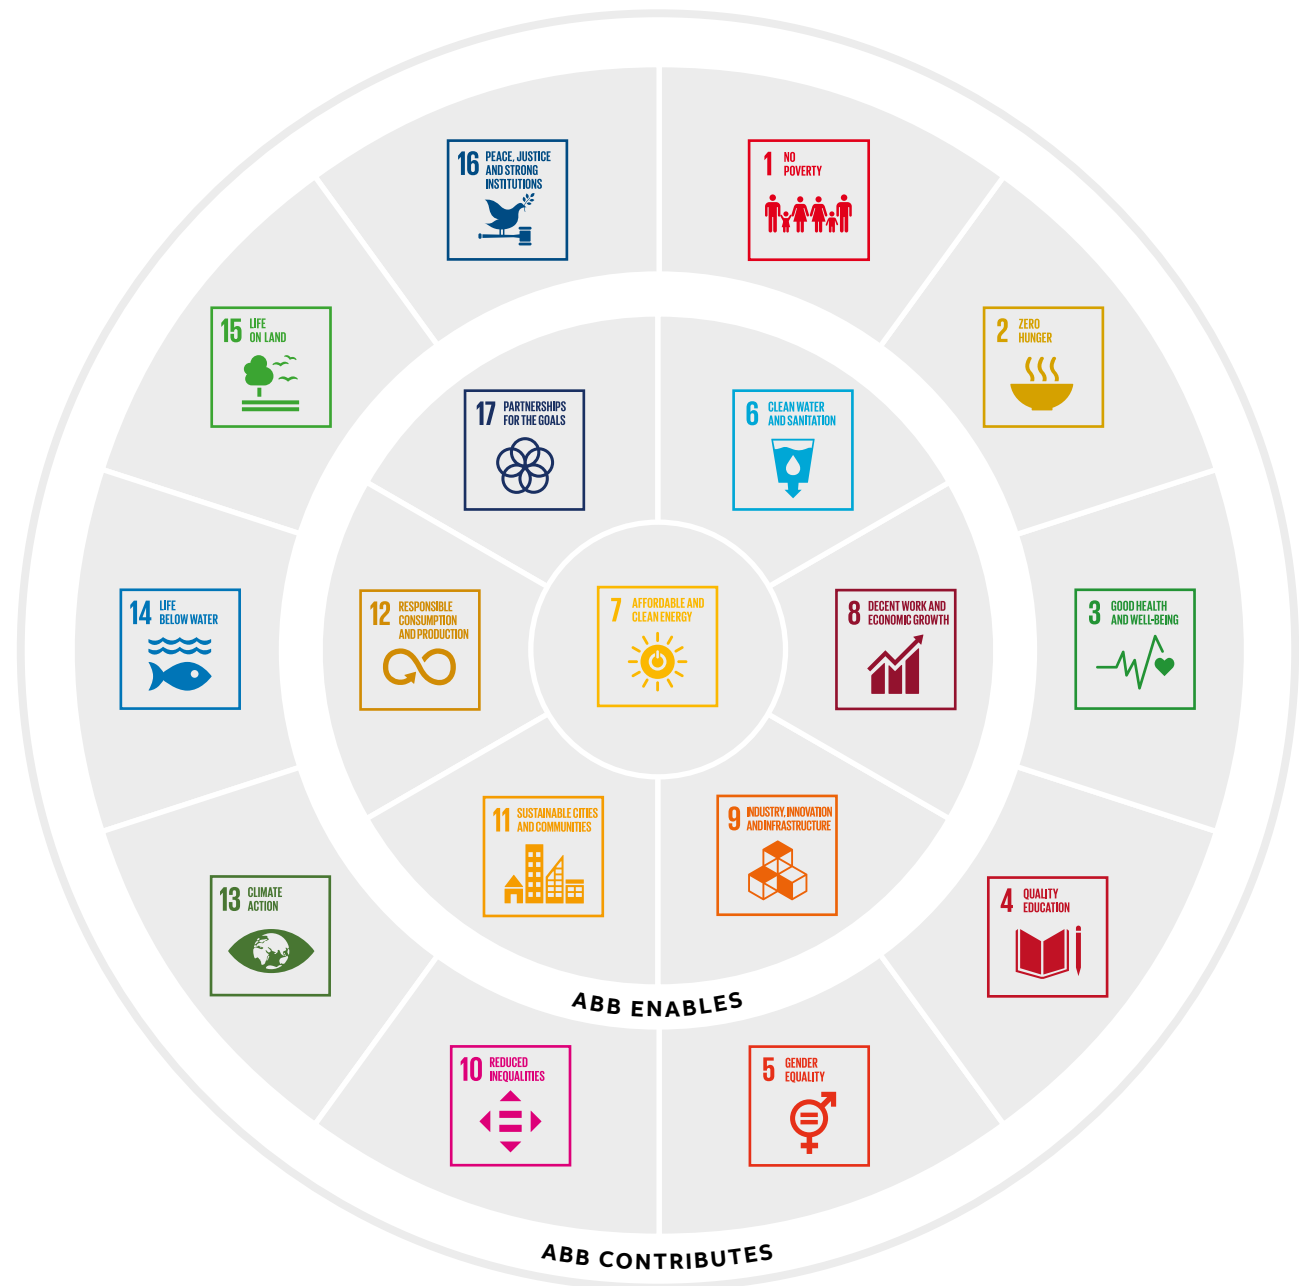 16 PEACE, JUSTICE
AND STRONG
INSTITUTIONS
1 NO
POVERTY
15 LIFE
ON LAND
2 ZERO
HUNGER
17 PARTNERSHIPS
FOR THE GOALS
6 CLEAN WATER
AND SANITATION
14 LIFE
BELOW WATER
12 RESPONSIBLE
CONSUMPTION
AND PRODUCTION
7 AFFORDABLE AND
CLEAN ENERGY
8 DECENT WORK AND
ECONOMIC GROWTH
3 GOOD HEALTH
AND WELL-BEING
11 SUSTAINABLE CITIES
AND COMMUNITIES
9 INDUSTRY, INNOVATION
AND INFRASTRUCTURE
13 CLIMATE
ACTION
4 QUALITY
EDUCATION
ABB ENABLES
10 REDUCED
INEQUALITIES
5 GENDER
EQUALITY
ABB CONTRIBUTES